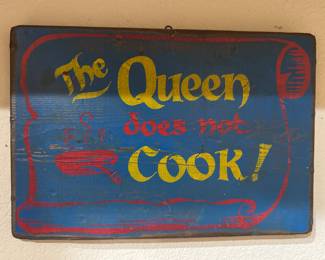 The Queen
does not
COOK!